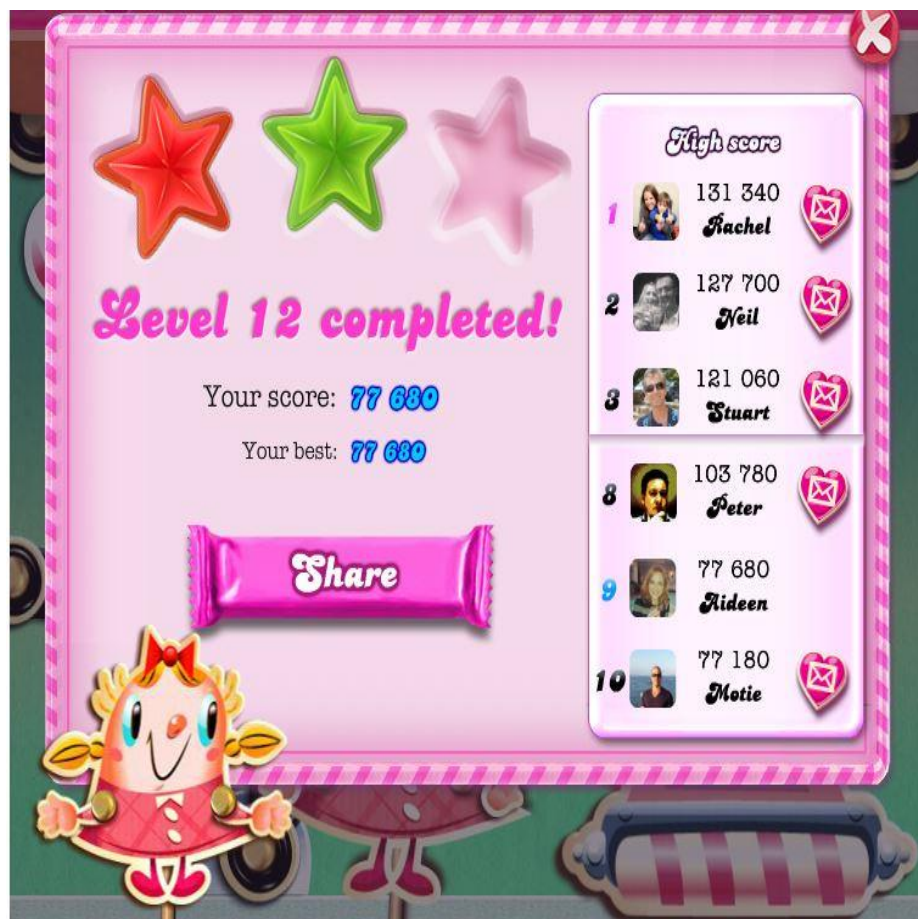 Level 12 completed!
Your score: 77 680
Your best: 77 680
Share
High score
1
131 340
Rachel
2
127 700
Neil
3
121 060
Stuart
8
103 780
Peter
9
77 680
Aideen
10
77 180
Motie